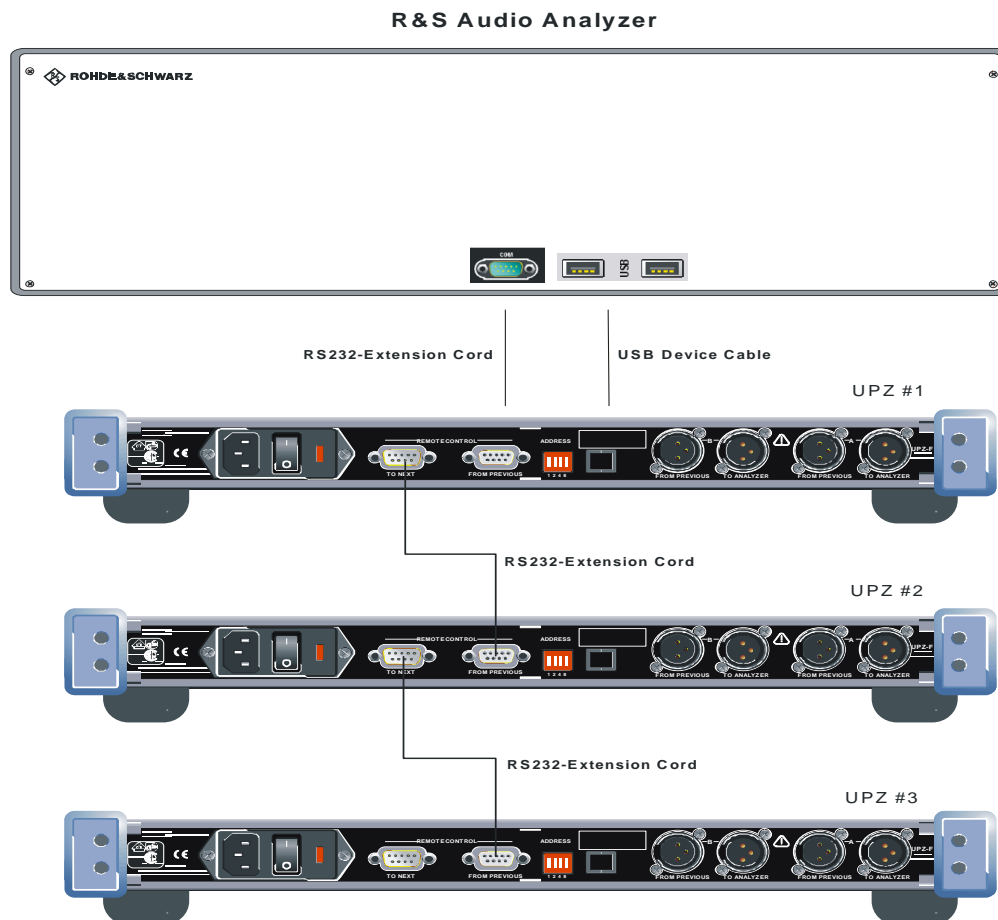 R&S Audio Analyzer
ROHDE&SCHWARZ
COM
USB
RS232-Extension Cord
USB Device Cable
UPZ #1
REMOTE CONTROL
ADDRESS
B
A
TO NEXT
FROM PREVIOUS
1 2 4 8
FROM PREVIOUS
TO ANALYZER
FROM PREVIOUS
TO ANALYZER
UPZ-F
CE
RS232-Extension Cord
UPZ #2
REMOTE CONTROL
ADDRESS
B
A
TO NEXT
FROM PREVIOUS
1 2 4 8
FROM PREVIOUS
TO ANALYZER
FROM PREVIOUS
TO ANALYZER
UPZ-F
CE
RS232-Extension Cord
UPZ #3
REMOTE CONTROL
ADDRESS
B
A
TO NEXT
FROM PREVIOUS
1 2 4 8
FROM PREVIOUS
TO ANALYZER
FROM PREVIOUS
TO ANALYZER
UPZ-F
CE